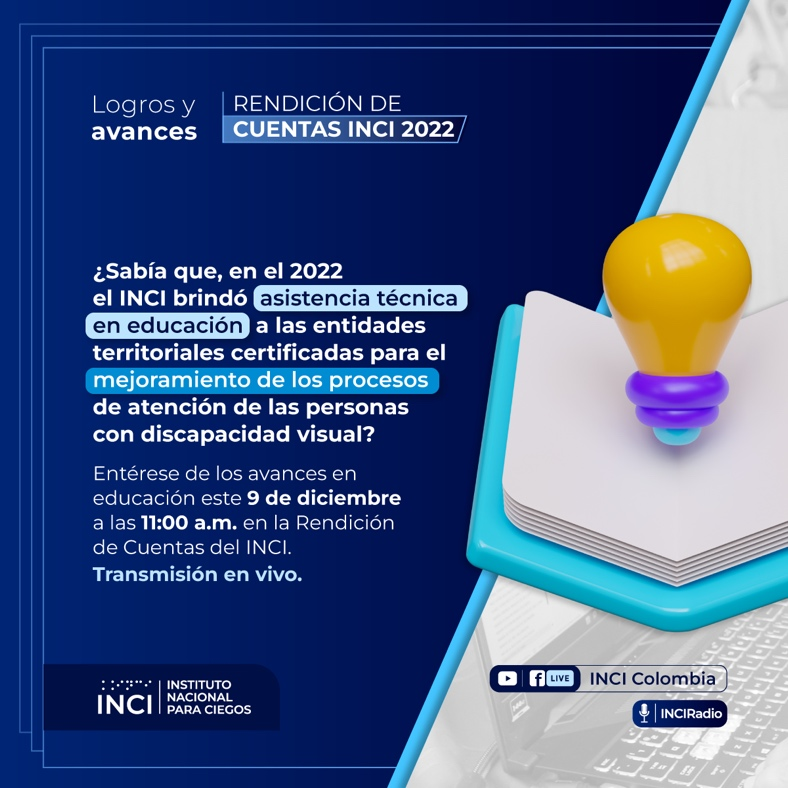 Logros y
avances
RENDICIÓN DE
CUENTAS INCI 2022
¿Sabía que, en el 2022
el INCI brindó asistencia técnica
en educación a las entidades
territoriales certificadas para el
mejoramiento de los procesos
de atención de las personas
con discapacidad visual?
Entérese de los avances en
educación este 9 de diciembre
a las 11:00 a.m. en la Rendición
de Cuentas del INCI.
Transmisión en vivo.
INCI
INSTITUTO
NACIONAL
PARA CIEGOS
LIVE INCI Colombia
INCIRadio